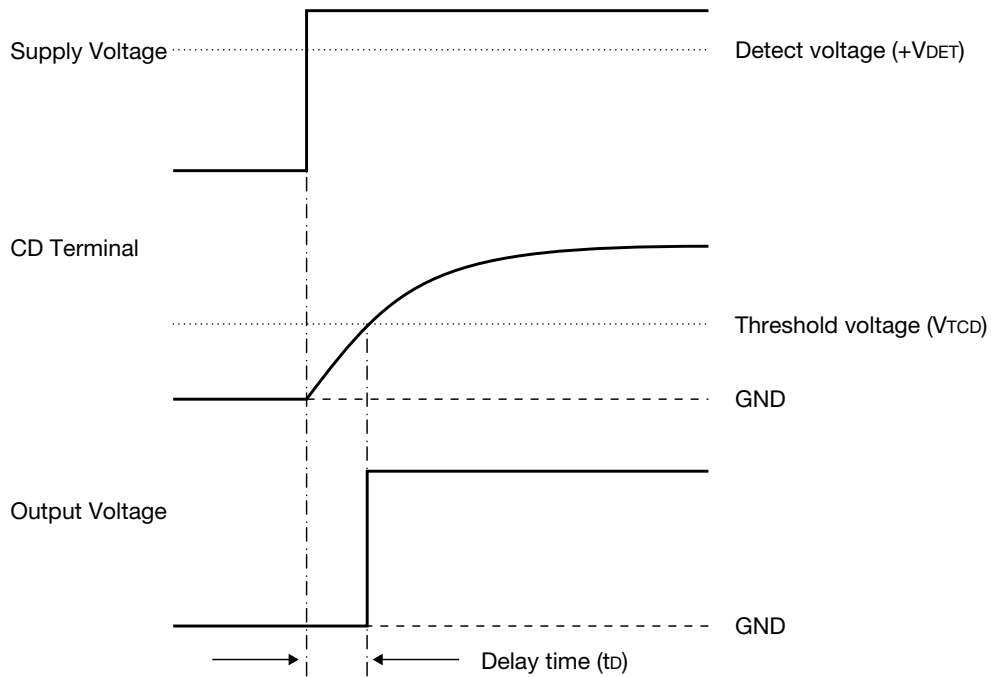 Supply Voltage
Detect voltage (+VDET)
CD Terminal
Threshold voltage (VTCD)
GND
Output Voltage
GND
Delay time (tD)